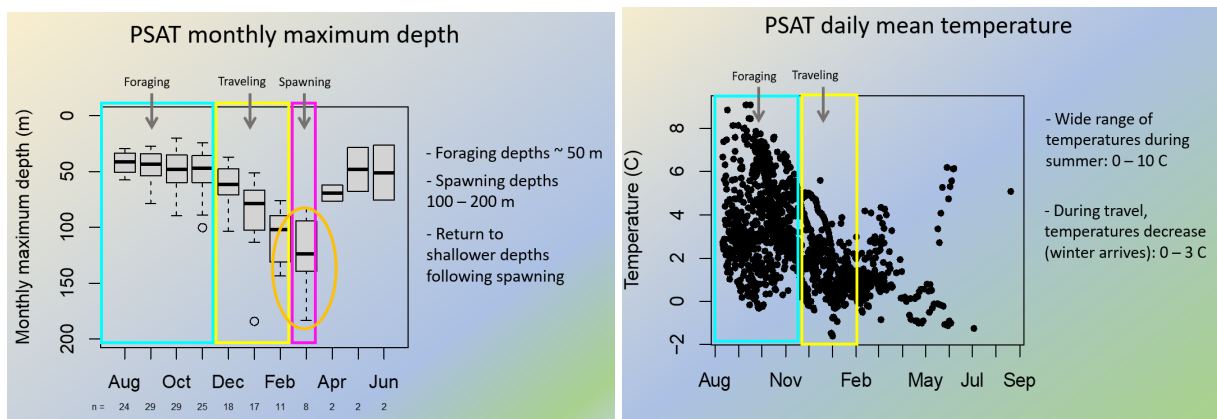 PSAT monthly maximum depth
Foraging
Traveling
Spawning
Monthly maximum depth (m)
0
50
100
150
200
Aug Oct Dec Feb Apr Jun
n = 24 29 29 25 18 17 11 8 2 2 2
- Foraging depths ~ 50 m
- Spawning depths
100 – 200 m
- Return to
shallower depths
following spawning
PSAT daily mean temperature
Foraging
Traveling
Temperature (C)
8
6
4
2
0
−2
Aug Nov Feb May Jul Sep
- Wide range of
temperatures during
summer: 0 – 10 C
- During travel,
temperatures decrease
(winter arrives): 0 – 3 C